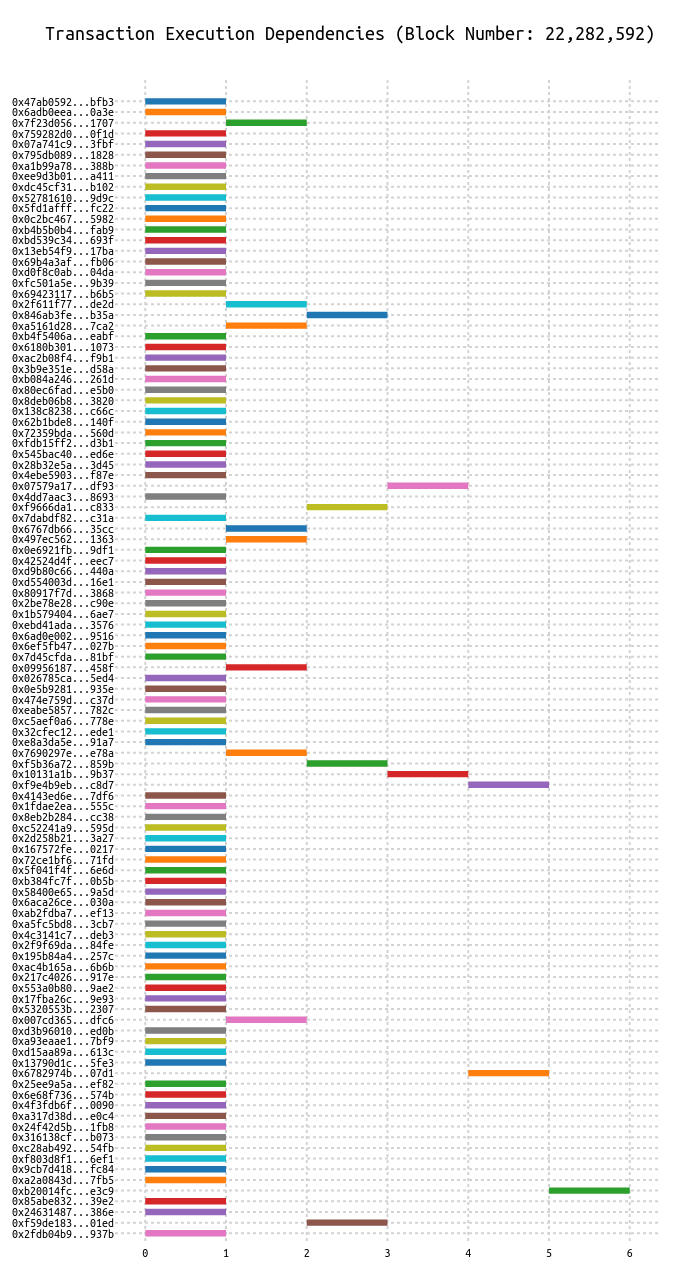 Transaction Execution Dependencies (Block Number: 22,282,592)
0x47ab0592...bfb3
0x6adb0eea...0a3e
0x7f23d056...1707
0x759282d0...0f1d
0x07a741c9...3fbf
0x795db089...1828
0xa1b99a78...388b
0xee9d3b01...a411
0xdc45cf31...b102
0x52781610...9d9c
0x5fd1afff...fc22
0x0c2bc467...5982
0xb4b5b0b4...fab9
0xbd539c34...693f
0x13eb54f9...17ba
0x69b4a3af...fb06
0xd0f8c0ab...04da
0xfc501a5e...9b39
0x69423117...b6b5
0x2f611f77...de2d
0x846ab3fe...b35a
0xa5161d28...7ca2
0xb4f5406a...eabf
0x6180b301...1073
0xac2b08f4...f9b1
0x3b9e351e...d58a
0xb084a246...261d
0x80ec6fad...e5b0
0x8deb06b8...3820
0x138c8238...c66c
0x62b1bde8...140f
0x72359bda...560d
0xfdb15ff2...d3b1
0x545bac40...ed6e
0x28b32e5a...3d45
0x4ebe5903...f87e
0x07579a17...df93
0x4dd7aac3...8693
0xf9666da1...c833
0x7dabdf82...c31a
0x6767db66...35cc
0x497ec562...1363
0x0e6921fb...9df1
0x42524d4f...eec7
0xd9b80c66...440a
0xd554003d...16e1
0x80917f7d...3868
0x2be78e28...c90e
0x1b579404...6ae7
0xebd41ada...3576
0x6ad0e002...9516
0x6ef5fb47...027b
0x7d45cfda...81bf
0x09956187...458f
0x026785ca...5ed4
0x0e5b9281...935e
0x474e759d...c37d
0xeabe5857...782c
0xc5aef0a6...778e
0x32cfec12...ede1
0xe8a3da5e...91a7
0x7690297e...e78a
0xf5b36a72...859b
0x10131a1b...9b37
0xf9e4b9eb...c8d7
0x4143ed6e...7df6
0x1fdae2ea...555c
0x8eb2b284...cc38
0xc52241a9...595d
0x2d258b21...3a27
0x167572fe...0217
0x72ce1bf6...71fd
0x5f041f4f...6e6d
0xb384fc7f...0b5b
0x58400e65...9a5d
0x6aca26ce...030a
0xab2fdba7...ef13
0xa5fc5bd8...3cb7
0x4c3141c7...deb3
0x2f9f69da...84fe
0x195b84a4...257c
0xac4b165a...6b6b
0x217c4026...917e
0x553a0b80...9ae2
0x17fba26c...9e93
0x5320553b...2307
0x007cd365...dfc6
0xd3b96010...ed0b
0xa93eaae1...7bf9
0xd15aa89a...613c
0x13790d1c...5fe3
0x6782974b...07d1
0x25ee9a5a...ef82
0x6e68f736...574b
0x4f3fdb6f...0090
0xa317d38d...e0c4
0x24f42d5b...1fb8
0x316138cf...b073
0xc28ab492...54fb
0xf803d8f1...6ef1
0x9cb7d418...fc84
0xa2a0843d...7fb5
0xb20014fc...e3c9
0x85abe832...39e2
0x24631487...386e
0xf59de183...01ed
0x2fdb04b9...937b
0 1 2 3 4 5 6